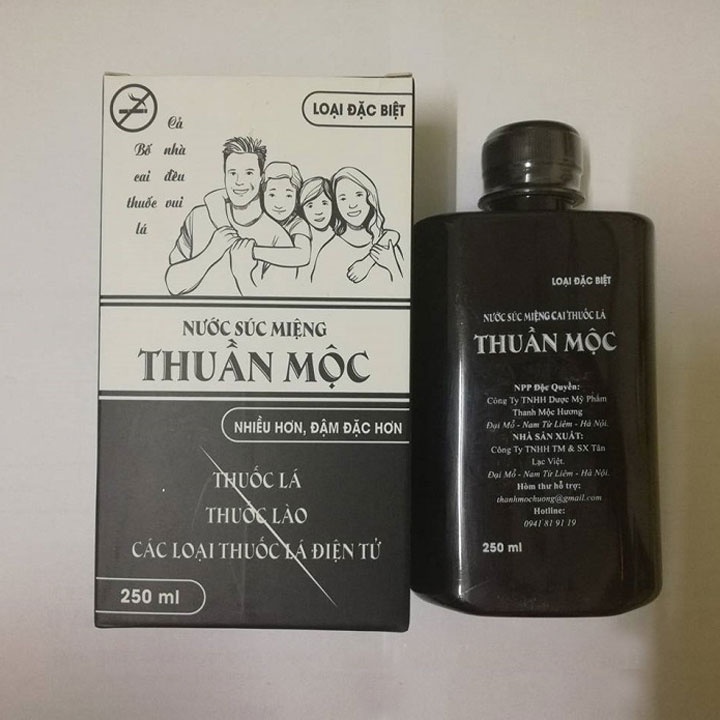 LOẠI ĐẶC BIỆT
Cả
Bố nhà
cai đều
thuốc vui
lá
NƯỚC SÚC MIỆNG
THUẦN MỘC
NHIỀU HƠN, ĐẬM ĐẶC HƠN
THUỐC LÁ
THUỐC LÀO
CÁC LOẠI THUỐC LÁ ĐIỆN TỬ
250 ml
LOẠI ĐẶC BIỆT
NƯỚC SÚC MIỆNG CAI THUỐC LÁ
THUẦN MỘC
NPP Độc Quyền:
Công Ty TNHH Dược Mỹ Phẩm
Thanh Mộc Hương
Đại Mỗ - Nam Từ Liêm - Hà Nội.
NHÀ SẢN XUẤT:
Công Ty TNHH TM & SX Tân
Lạc Việt.
Đại Mỗ - Nam Từ Liêm - Hà Nội.
Hòm thư hỗ trợ:
thanhmochuong@gmail.com
Hotline:
0941 81 91 19
250 ml